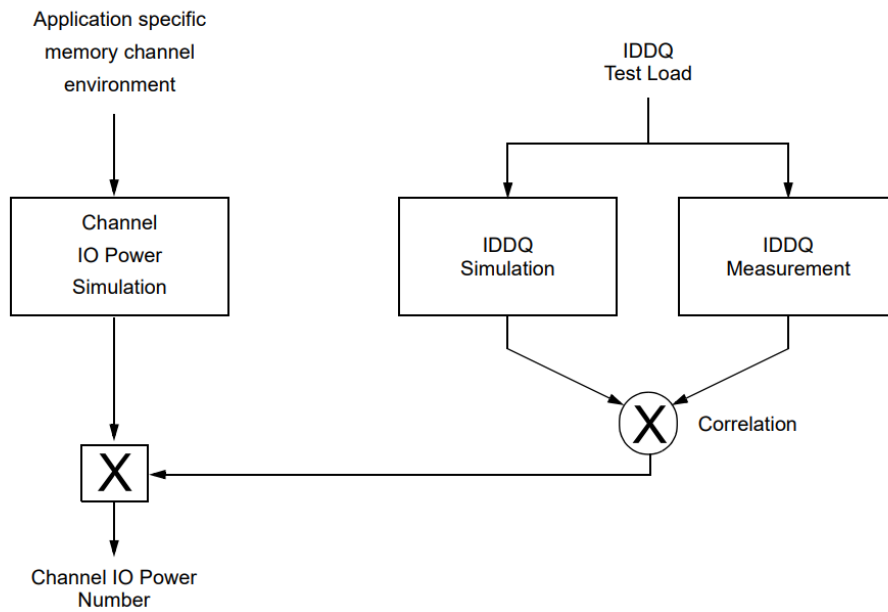 Application specific
memory channel
environment
IDDQ
Test Load
Channel
IO Power
Simulation
IDDQ
Simulation
IDDQ
Measurement
X
Correlation
X
Channel IO Power
Number